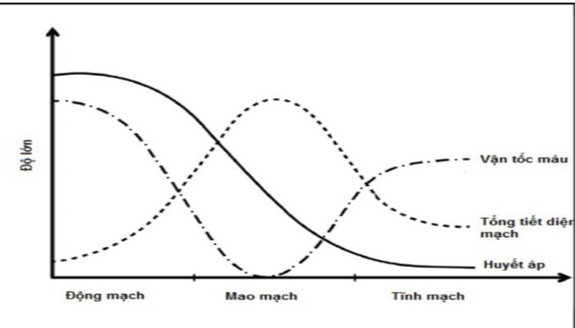 Độ lớn
Vận tốc máu
Tổng tiết diện
mạch
Huyết áp
Động mạch
Mao mạch
Tĩnh mạch